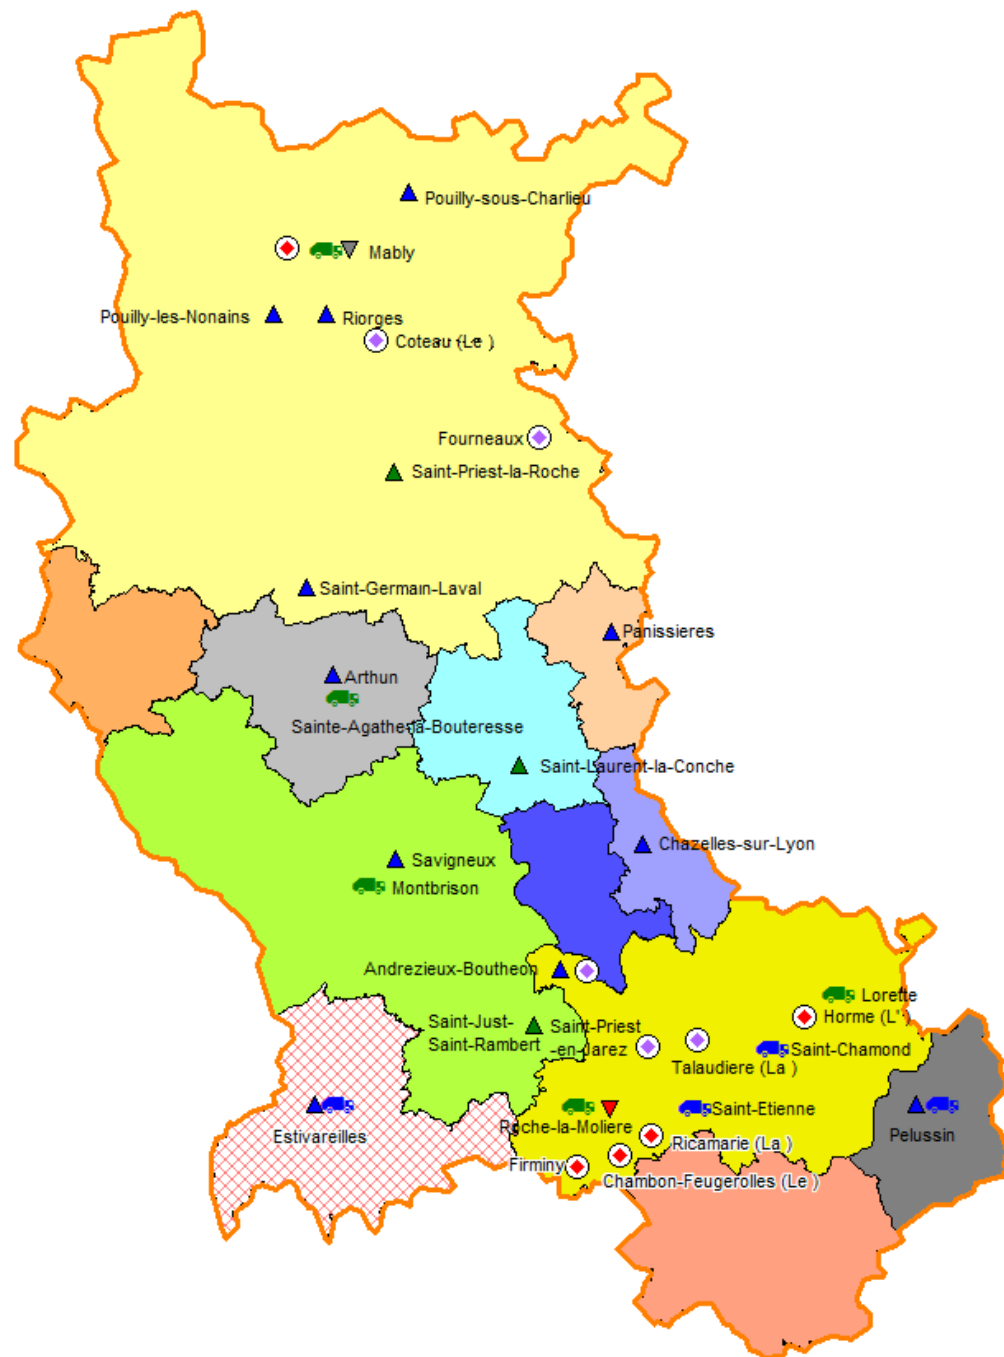 Pouilly-sous-Charlieu
Mably
Pouilly-les-Nonains
Riorges
Coteau (Le )
Fourneaux
Saint-Priest-la-Roche
Saint-Germain-Laval
Panissieres
Arthun
Sainte-Agathe-la-Bouteresse
Saint-Laurent-la-Conche
Chazelles-sur-Lyon
Savigneux
Montbrison
Andrezieux-Boutheon
Lorette
Horme (L' )
Saint-Just-
Saint-Rambert
Saint-Priest
-en-Jarez
Saint-Chamond
Talaudiere (La )
Saint-Etienne
Roche-la-Moliere
Estivareilles
Pelussin
Ricamarie (La )
Firminy
Chambon-Feugerolles (Le )